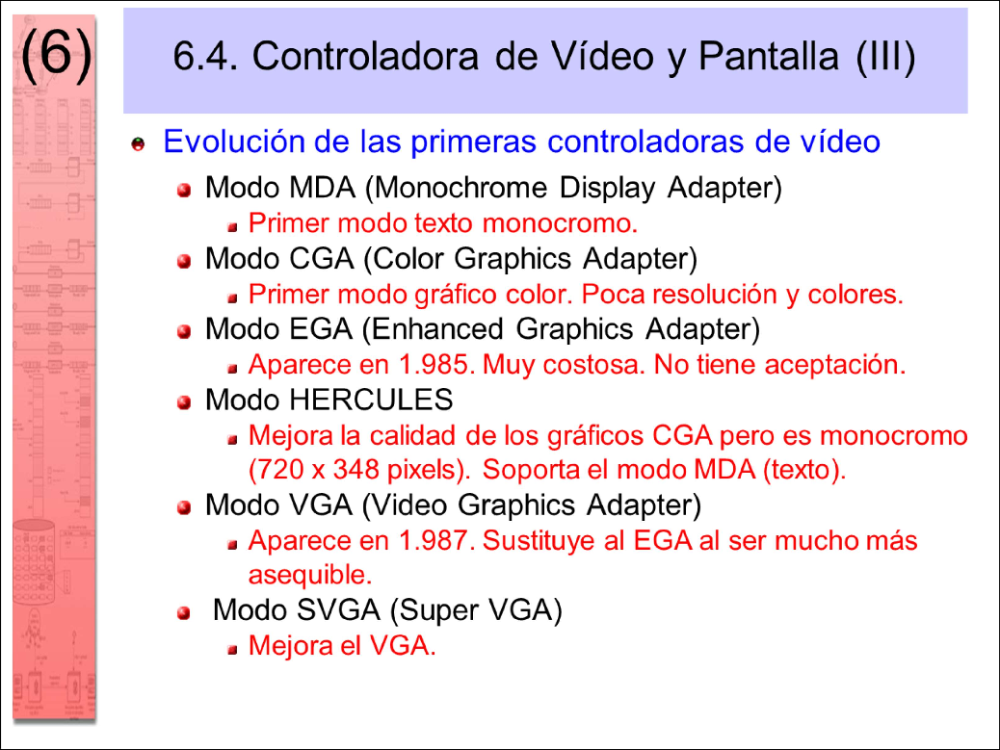 (6)
6.4. Controladora de Vídeo y Pantalla (III)
Evolución de las primeras controladoras de vídeo
Modo MDA (Monochrome Display Adapter)
Primer modo texto monocromo.
Modo CGA (Color Graphics Adapter)
Primer modo gráfico color. Poca resolución y colores.
Modo EGA (Enhanced Graphics Adapter)
Aparece en 1.985. Muy costosa. No tiene aceptación.
Modo HERCULES
Mejora la calidad de los gráficos CGA pero es monocromo
(720 x 348 pixels). Soporta el modo MDA (texto).
Modo VGA (Video Graphics Adapter)
Aparece en 1.987. Sustituye al EGA al ser mucho más
asequible.
Modo SVGA (Super VGA)
Mejora el VGA.